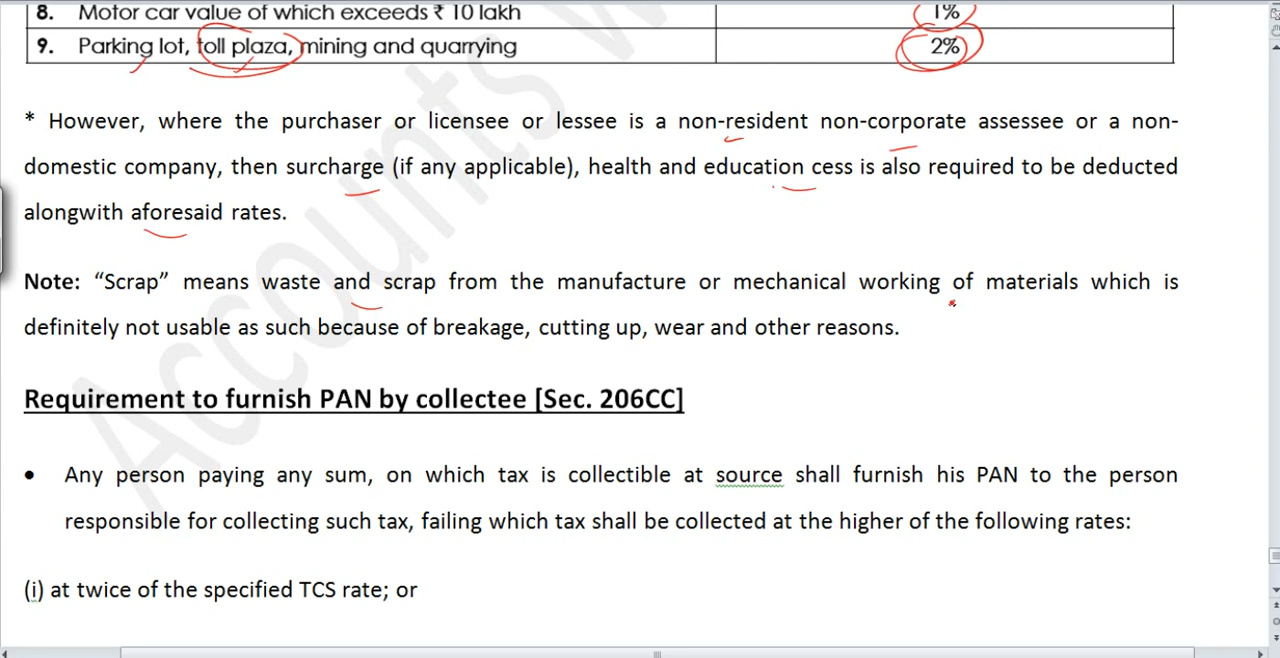 8. Motor car value of which exceeds ₹ 10 lakh 1%
9. Parking lot, toll plaza, mining and quarrying 2%
* However, where the purchaser or licensee or lessee is a non-resident non-corporate assessee or a non-
domestic company, then surcharge (if any applicable), health and education cess is also required to be deducted
alongwith aforesaid rates.
Note: “Scrap” means waste and scrap from the manufacture or mechanical working of materials which is
definitely not usable as such because of breakage, cutting up, wear and other reasons.
Requirement to furnish PAN by collectee [Sec. 206CC]
• Any person paying any sum, on which tax is collectible at source shall furnish his PAN to the person
responsible for collecting such tax, failing which tax shall be collected at the higher of the following rates:
(i) at twice of the specified TCS rate; or
Accounts w